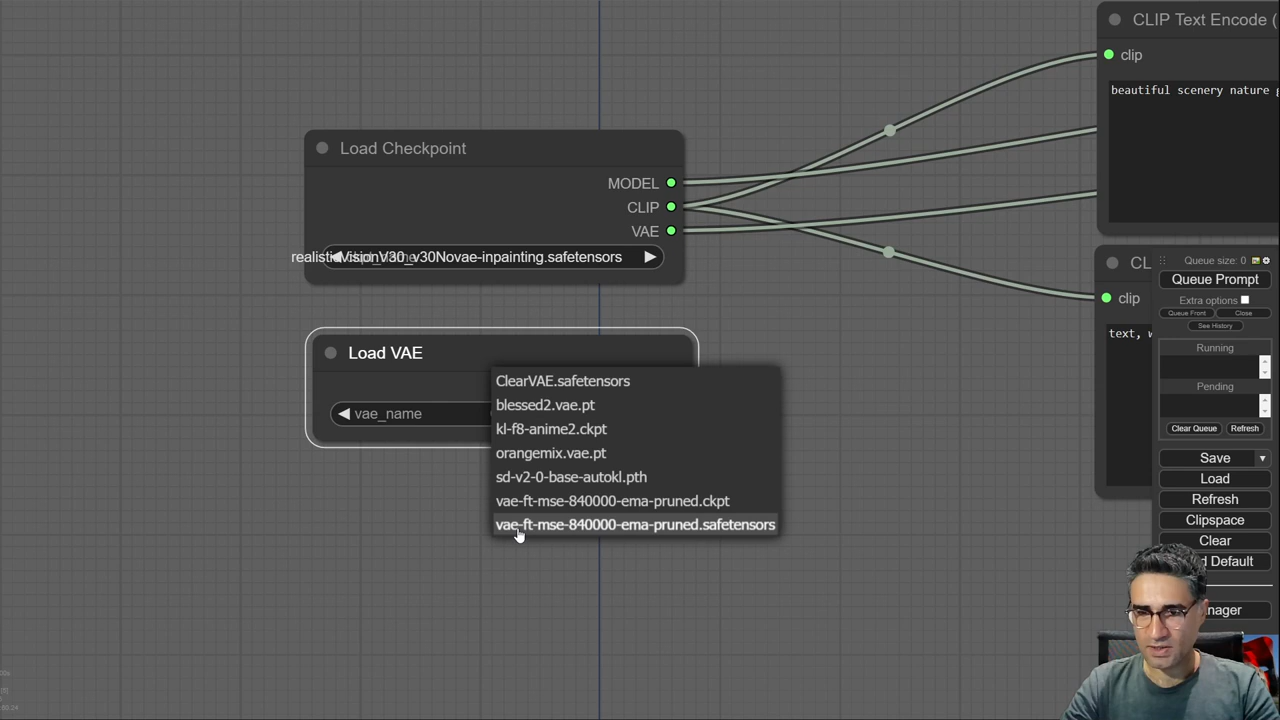 CLIP Text Encode (
clip
beautiful scenery nature g
Load Checkpoint
MODEL
CLIP
VAE
realisticVisionV30_v30Novae-inpainting.safetensors
CL
clip
text, w
Load VAE
vae_name
ClearVAE.safetensors
blessed2.vae.pt
kl-f8-anime2.ckpt
orangemix.vae.pt
sd-v2-0-base-autokl.pth
vae-ft-mse-840000-ema-pruned.ckpt
vae-ft-mse-840000-ema-pruned.safetensors
Queue size: 0
Queue Prompt
Extra options
Queue Front Close
See History
Running
Pending
Clear Queue Refresh
Save
Load
Refresh
Clipspace
Clear
d Default
nager